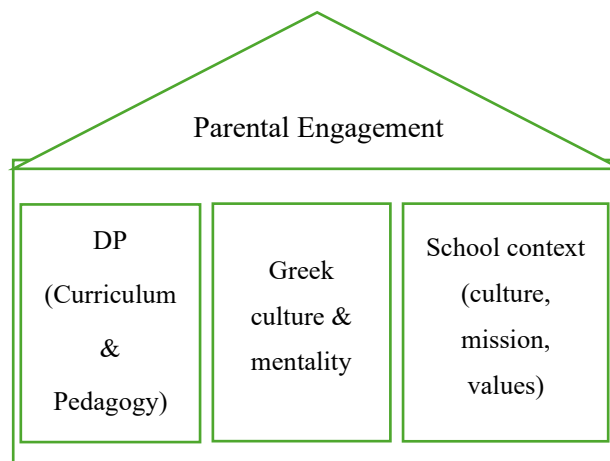 Parental Engagement
DP
(Curriculum
&
Pedagogy)
Greek
culture &
mentality
School context
(culture,
mission,
values)